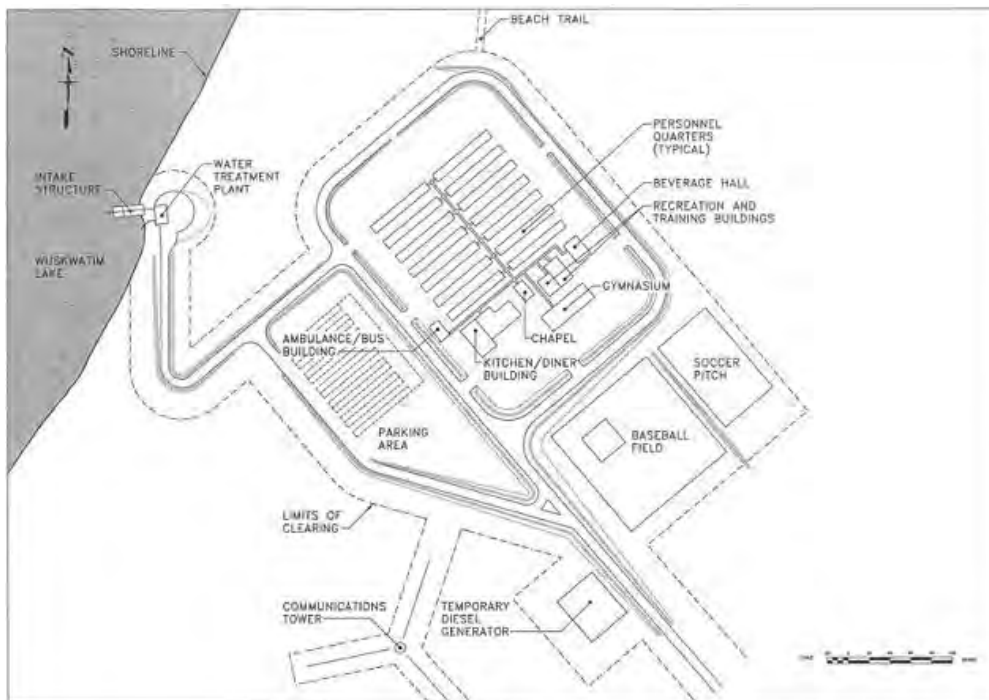 BEACH TRAIL
SHORELINE
N
PERSONNEL
QUARTERS
(TYPICAL)
WATER
TREATMENT
PLANT
INTAKE
STRUCTURE
BEVERAGE HALL
RECREATION AND
TRAINING BUILDINGS
WUSKWATIM
LAKE
GYMNASIUM
AMBULANCE/BUS
BUILDING
CHAPEL
KITCHEN/DINER
BUILDING
SOCCER
PITCH
PARKING
AREA
BASEBALL
FIELD
LIMITS OF
CLEARING
COMMUNICATIONS
TOWER
TEMPORARY
DIESEL
GENERATOR